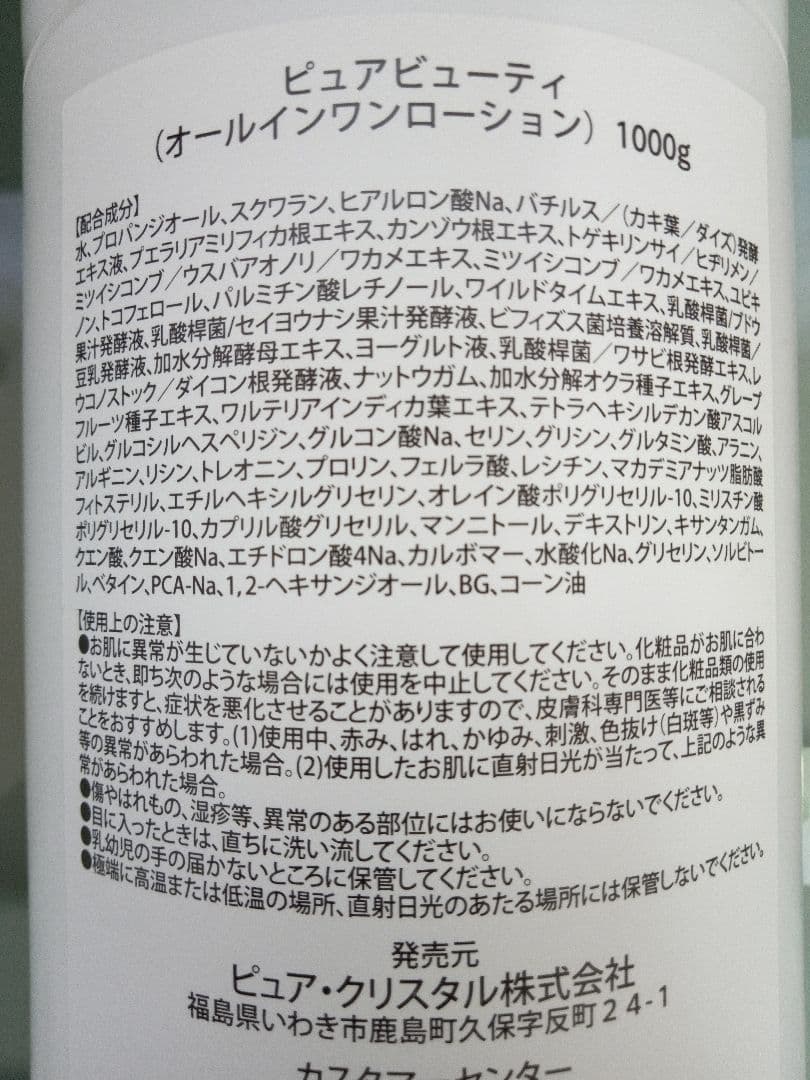 ピュアビューティ
(オールインワンローション) 1000g
【配合成分】
水、プロパンジオール、スクワラン、ヒアルロン酸Na、バチルス／(カキ葉／ダイズ)発酵
エキス液、プエラリアミリフィカ根エキス、カンゾウ根エキス、トゲキリンサイ／ヒヂリメン／
ミツイシコンブ／ウスバアオノリ／ワカメエキス、ミツイシコンブ／ワカメエキス、ユビキ
ノン、トコフェロール、パルミチン酸レチノール、ワイルドタイムエキス、乳酸桿菌/ブドウ
果汁発酵液、乳酸桿菌/セイヨウナシ果汁発酵液、ビフィズス菌培養溶解質、乳酸桿菌/
豆乳発酵液、加水分解酵母エキス、ヨーグルト液、乳酸桿菌／ワサビ根発酵エキス、レ
ウコノストック／ダイコン根発酵液、ナットウガム、加水分解オクラ種子エキス、グレープ
フルーツ種子エキス、ワルテリアインディカ葉エキス、テトラヘキシルデカン酸アスコル
ビル、グルコシルヘスペリジン、グルコン酸Na、セリン、グリシン、グルタミン酸、アラニン、
アルギニン、リシン、トレオニン、プロリン、フェルラ酸、レシチン、マカデミアナッツ脂肪酸
フィトステリル、エチルヘキシルグリセリン、オレイン酸ポリグリセリル-10、ミリスチン酸
ポリグリセリル-10、カプリル酸グリセリル、マンニトール、デキストリン、キサンタンガム、
クエン酸、クエン酸Na、エチドロン酸4Na、カルボマー、水酸化Na、グリセリン、ソルビトー
ル、ベタイン、PCA-Na、1,2-ヘキサンジオール、BG、コーン油
【使用上の注意】
●お肌に異常が生じていないかよく注意して使用してください。化粧品がお肌に合わ
ないとき、即ち次のような場合には使用を中止してください。そのまま化粧品類の使用
を続けますと、症状を悪化させることがありますので、皮膚科専門医等にご相談される
ことをおすすめします。(1)使用中、赤み、はれ、かゆみ、刺激、色抜け(白斑等)や黒ずみ
等の異常があらわれた場合。(2)使用したお肌に直射日光が当たって、上記のような異
常があらわれた場合。
●傷やはれもの、湿疹等、異常のある部位にはお使いにならないでください。
●目に入ったときは、直ちに洗い流してください。
●乳幼児の手の届かないところに保管してください。
●極端に高温または低温の場所、直射日光のあたる場所には保管しないでください。
発売元
ピュア・クリスタル株式会社
福島県いわき市鹿島町久保字反町24-1
カスタマーセンター